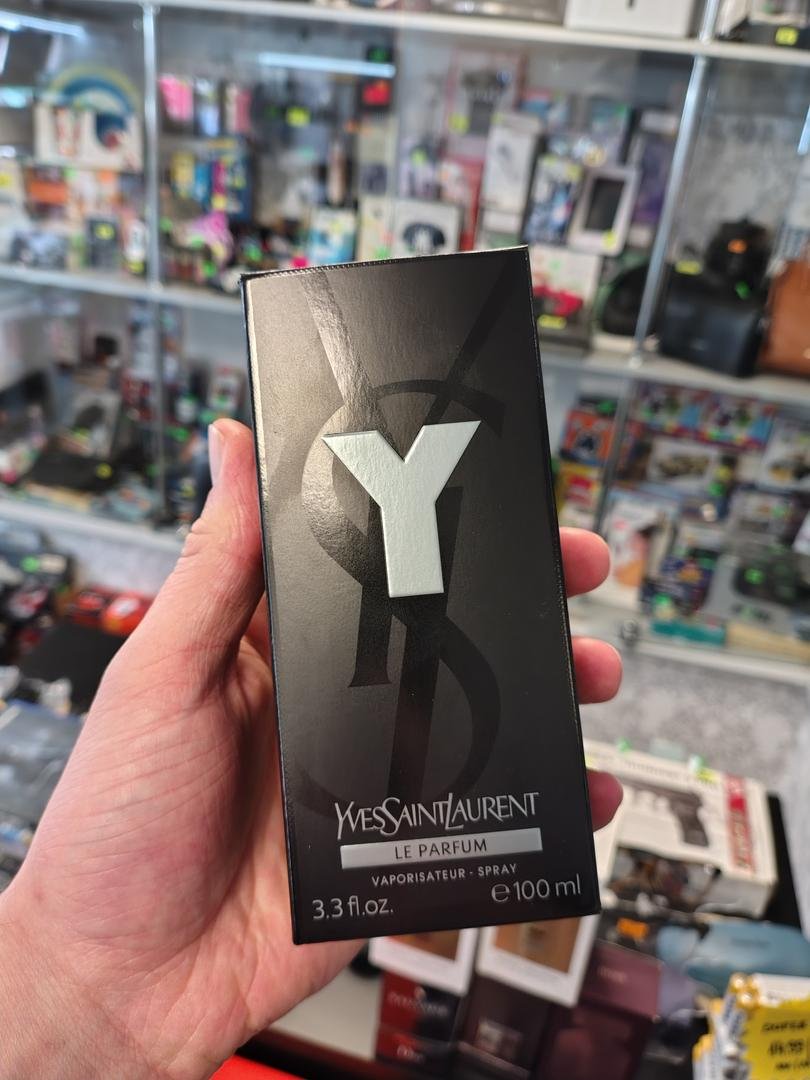 Y
YVESSAINTLAURENT
LE PARFUM
VAPORISATEUR - SPRAY
3.3 fl.oz. ℮100 ml